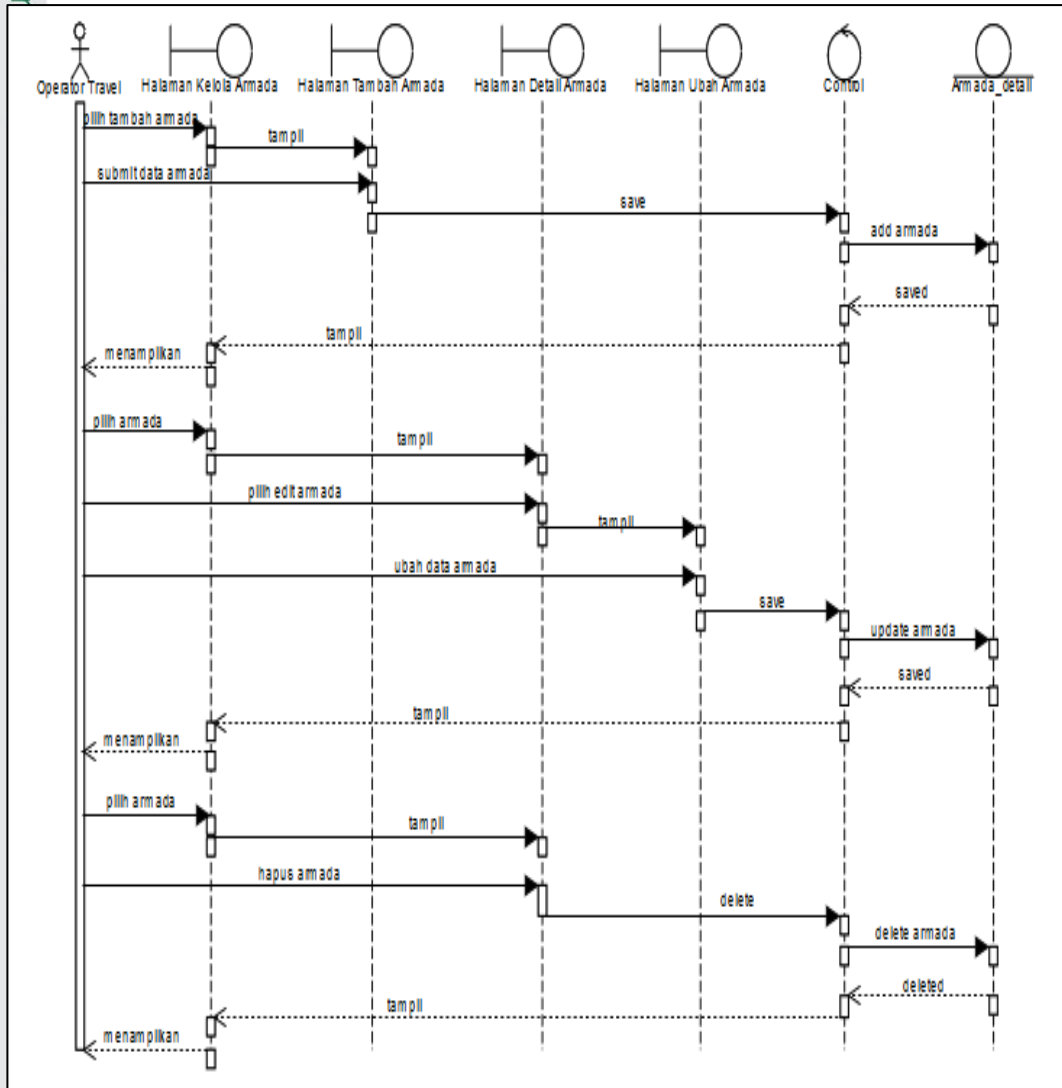 Operator Travel
Halaman Kelola Armada
Halaman Tambah Armada
Halaman Detail Armada
Halaman Ubah Armada
Control
Armada_detail
pilih tambah armada
tampil
submit data armada
save
add armada
saved
tampil
menampilkan
pilih armada
tampil
pilih edit armada
tampil
ubah data armada
save
update armada
saved
tampil
menampilkan
pilih armada
tampil
hapus armada
delete
delete armada
deleted
tampil
menampilkan